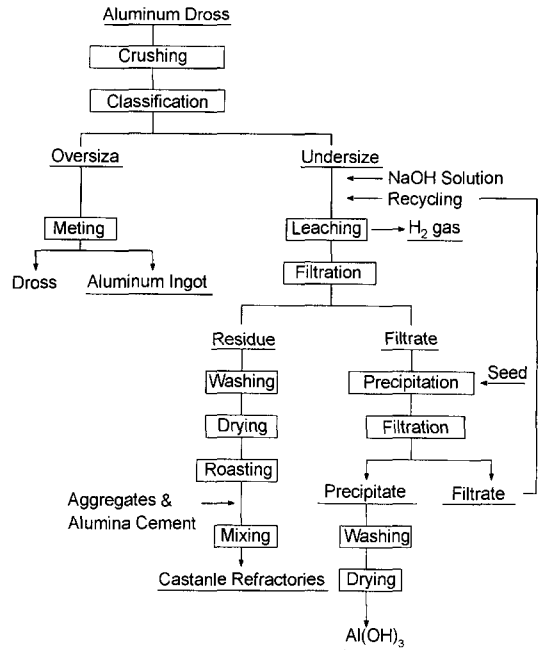 Aluminum Dross
Crushing
Classification
Oversiza
Undersize
NaOH Solution
Recycling
Meting
Leaching
H₂ gas
Dross
Aluminum Ingot
Filtration
Residue
Filtrate
Washing
Precipitation
Seed
Drying
Filtration
Roasting
Aggregates &
Alumina Cement
Precipitate
Filtrate
Mixing
Washing
Castanle Refractories
Drying
Al(OH)₃